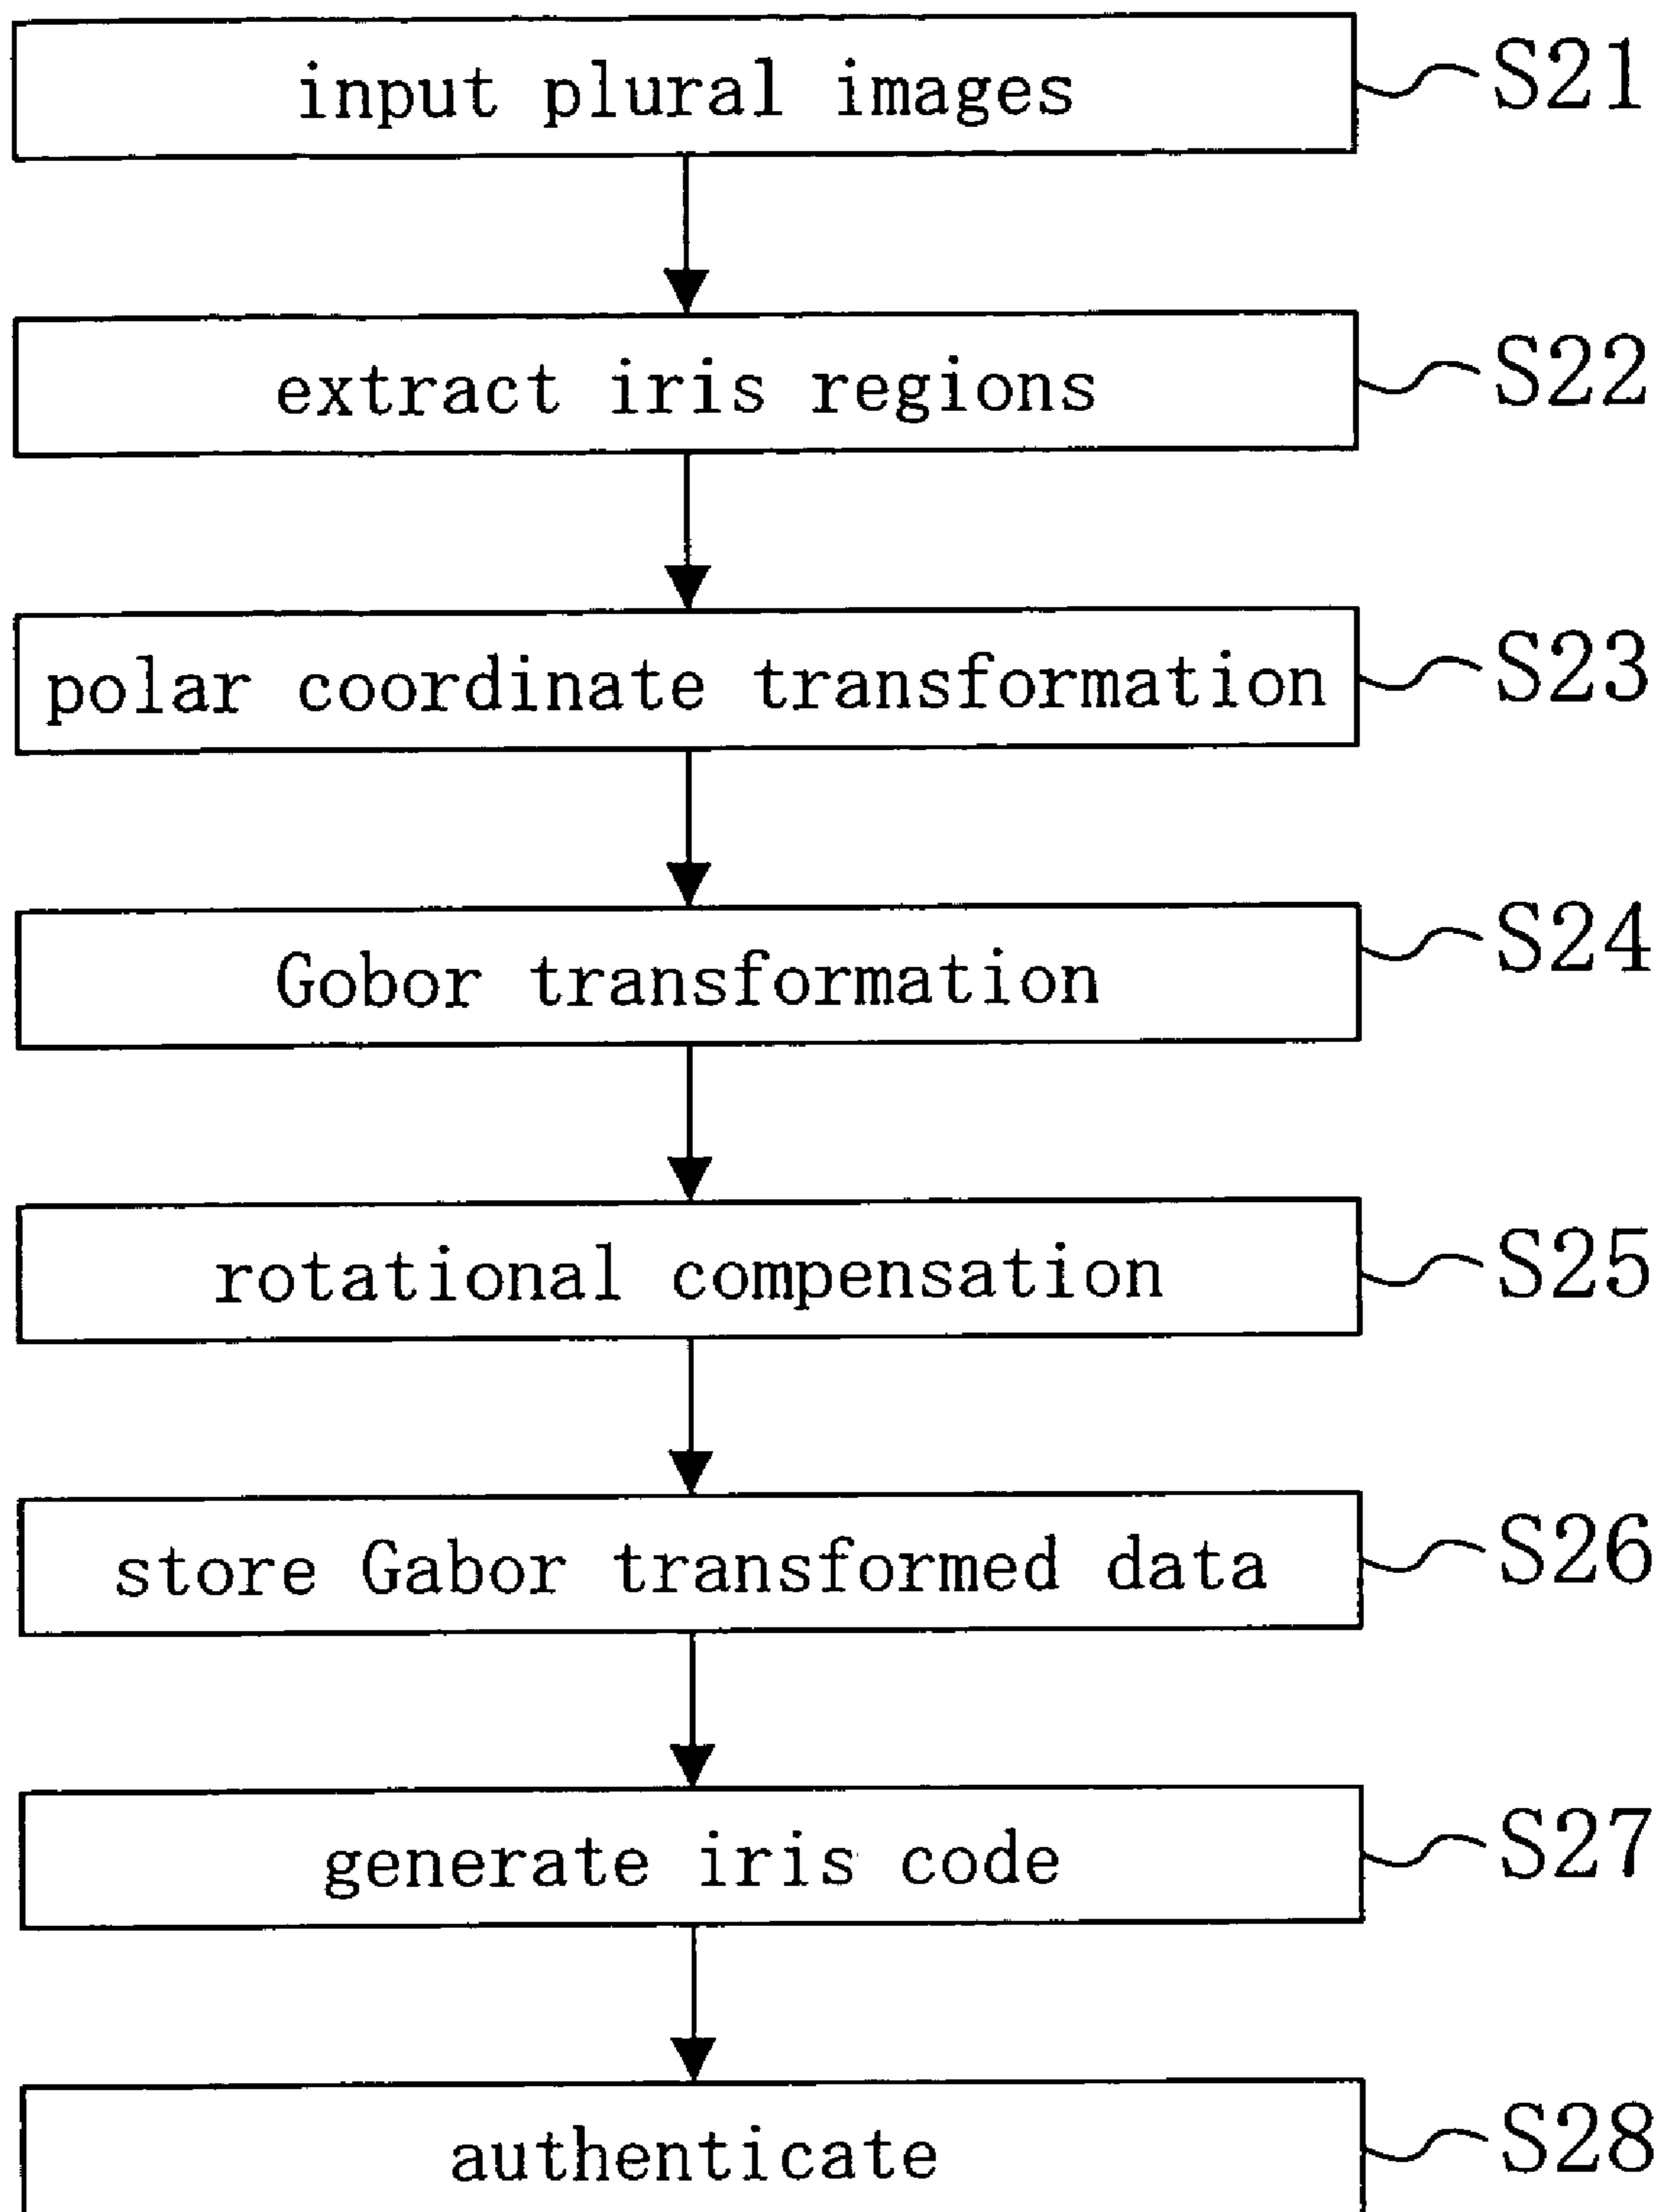 input plural images S21
extract iris regions S22
polar coordinate transformation S23
Gobor transformation S24
rotational compensation S25
store Gabor transformed data S26
generate iris code S27
authenticate S28